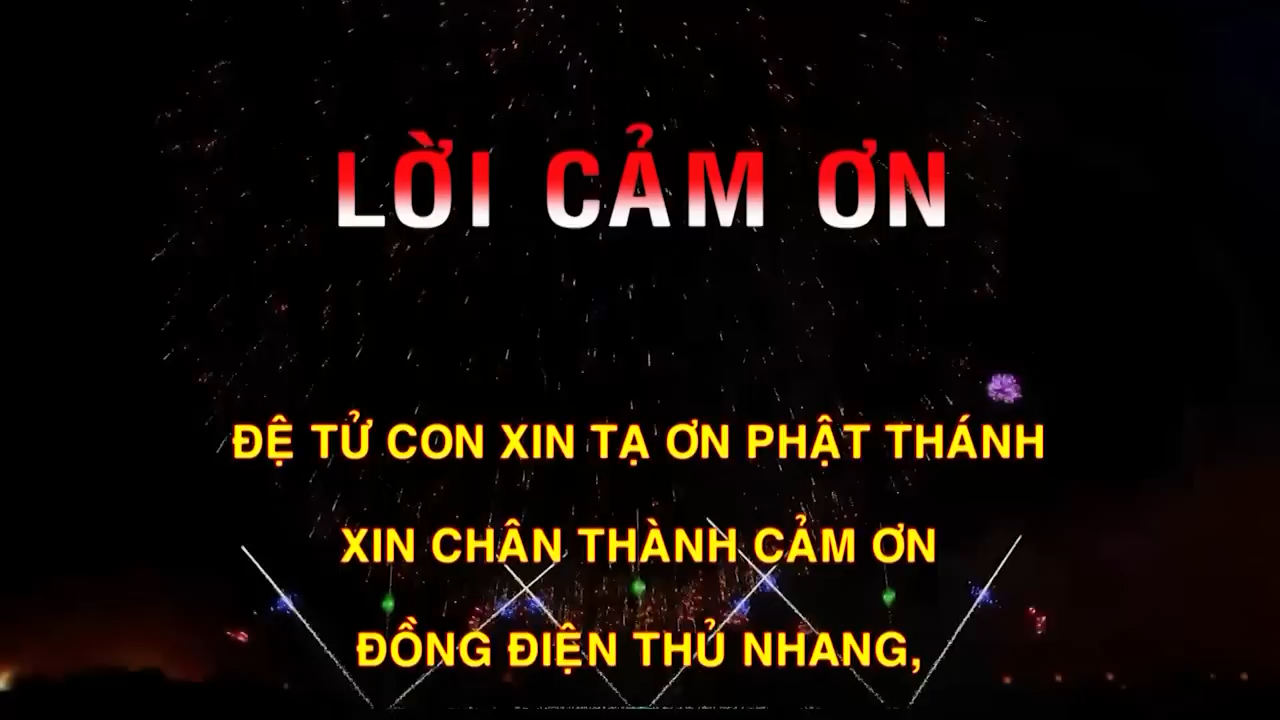 LỜI CẢM ƠN
ĐỆ TỬ CON XIN TẠ ƠN PHẬT THÁNH
XIN CHÂN THÀNH CẢM ƠN
ĐỒNG ĐIỆN THỦ NHANG,